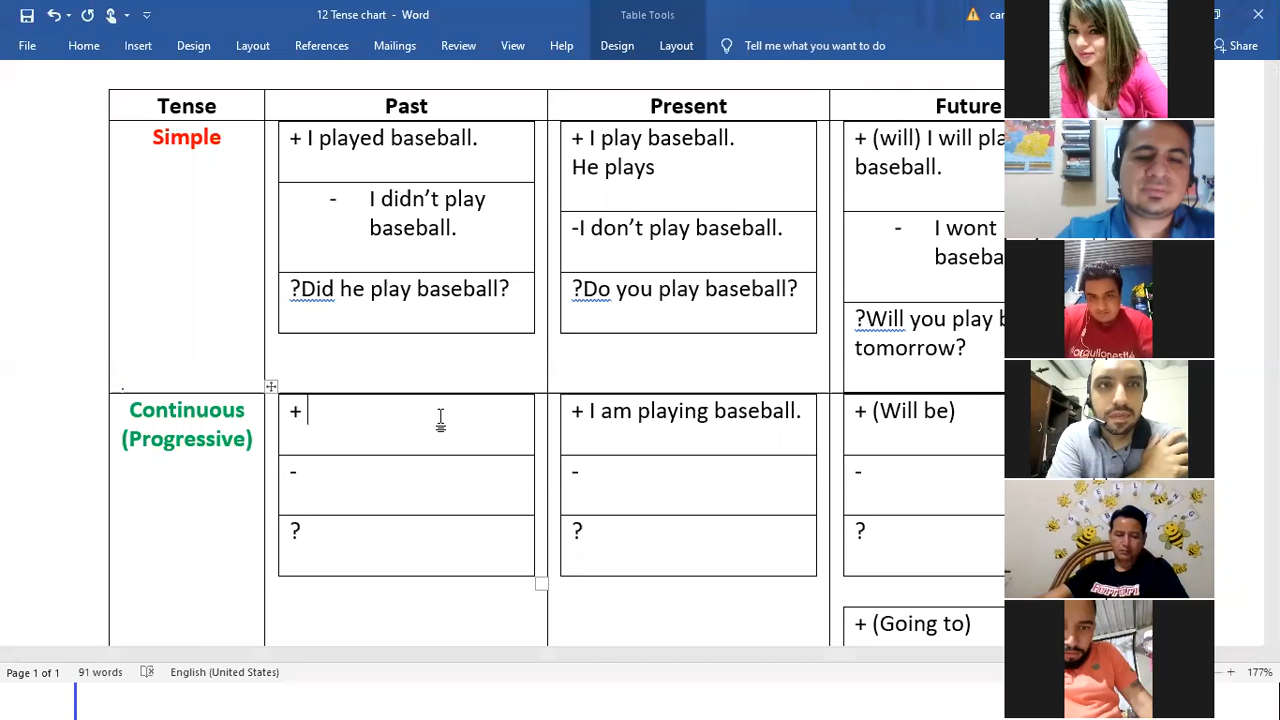 12 Tense chart - Word
Table Tools
File
Home
Insert
Design
Layout
References
View
Design
Layout
Tell me what you want to do
Share
Tense
Past
Present
Future
Simple
+ I played baseball.
+ I play baseball.
He plays
+ (will) I will pla
baseball.
- I didn't play
baseball.
-I don't play baseball.
- I wont
baseba
?Did he play baseball?
?Do you play baseball?
?Will you play b
tomorrow?
.
Continuous
(Progressive)
+
+ I am playing baseball.
+ (Will be)
-
-
-
?
?
?
+ (Going to)
SPELLING
B
Page 1 of 1
91 words
English (United States)
177%